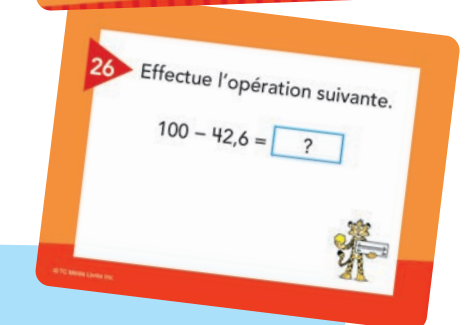 26
Effectue l'opération suivante.
100 – 42,6 = ?